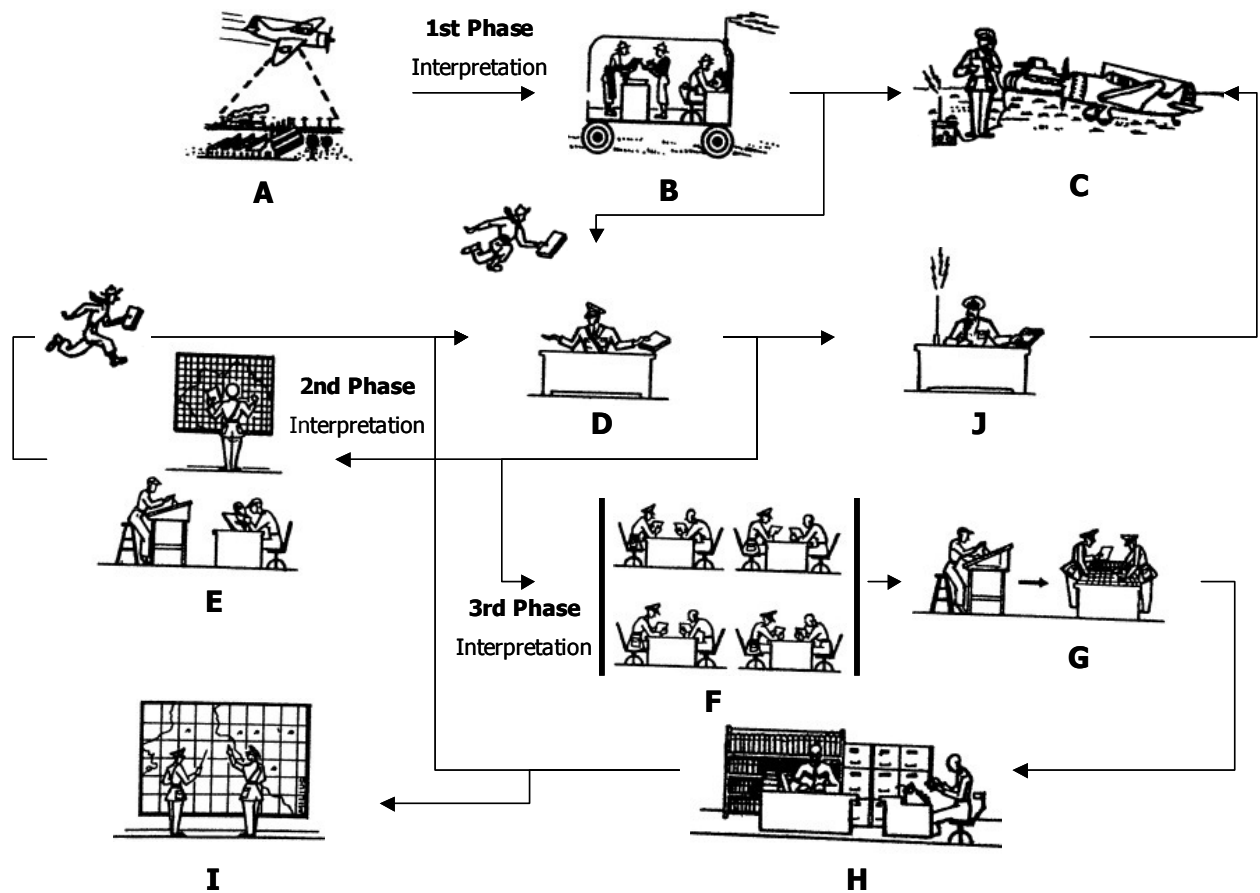 1st Phase
Interpretation
A
B
C
2nd Phase
Interpretation
D
J
E
3rd Phase
Interpretation
F
G
I
H